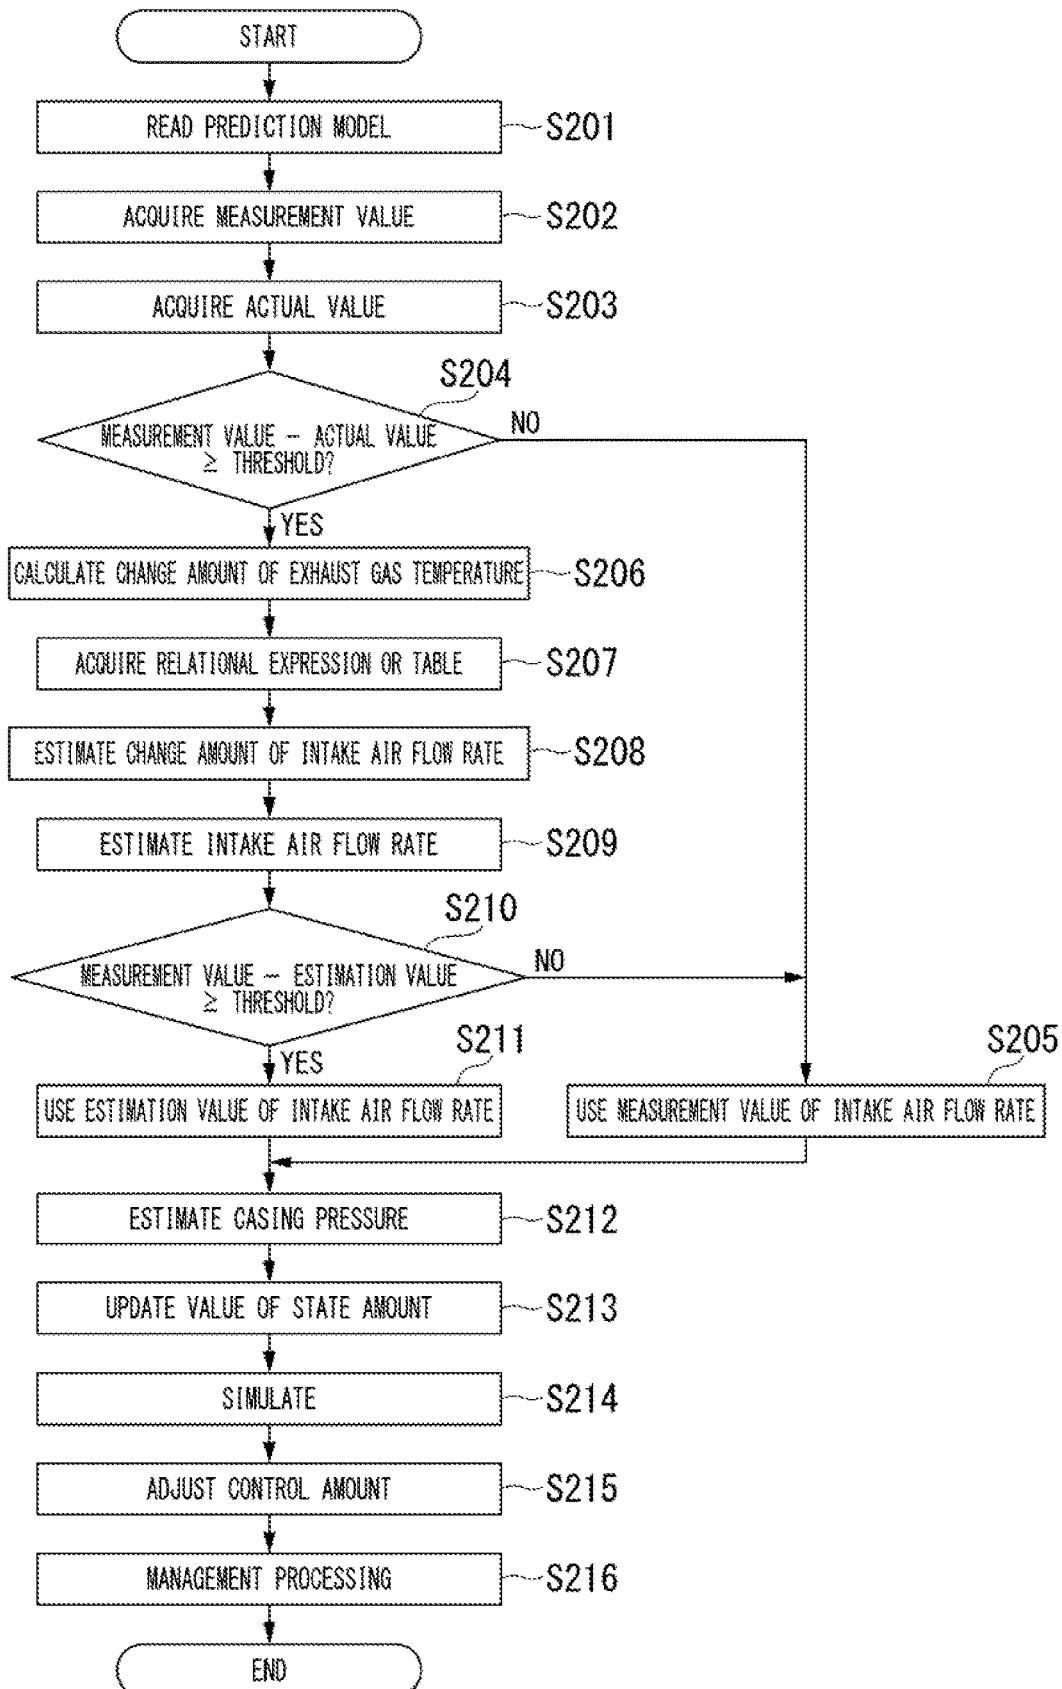 START
READ PREDICTION MODEL
S201
ACQUIRE MEASUREMENT VALUE
S202
ACQUIRE ACTUAL VALUE
S203
S204
MEASUREMENT VALUE − ACTUAL VALUE
≥ THRESHOLD?
NO
YES
CALCULATE CHANGE AMOUNT OF EXHAUST GAS TEMPERATURE
S206
ACQUIRE RELATIONAL EXPRESSION OR TABLE
S207
ESTIMATE CHANGE AMOUNT OF INTAKE AIR FLOW RATE
S208
ESTIMATE INTAKE AIR FLOW RATE
S209
S210
MEASUREMENT VALUE − ESTIMATION VALUE
≥ THRESHOLD?
NO
YES
S211
USE ESTIMATION VALUE OF INTAKE AIR FLOW RATE
S205
USE MEASUREMENT VALUE OF INTAKE AIR FLOW RATE
ESTIMATE CASING PRESSURE
S212
UPDATE VALUE OF STATE AMOUNT
S213
SIMULATE
S214
ADJUST CONTROL AMOUNT
S215
MANAGEMENT PROCESSING
S216
END